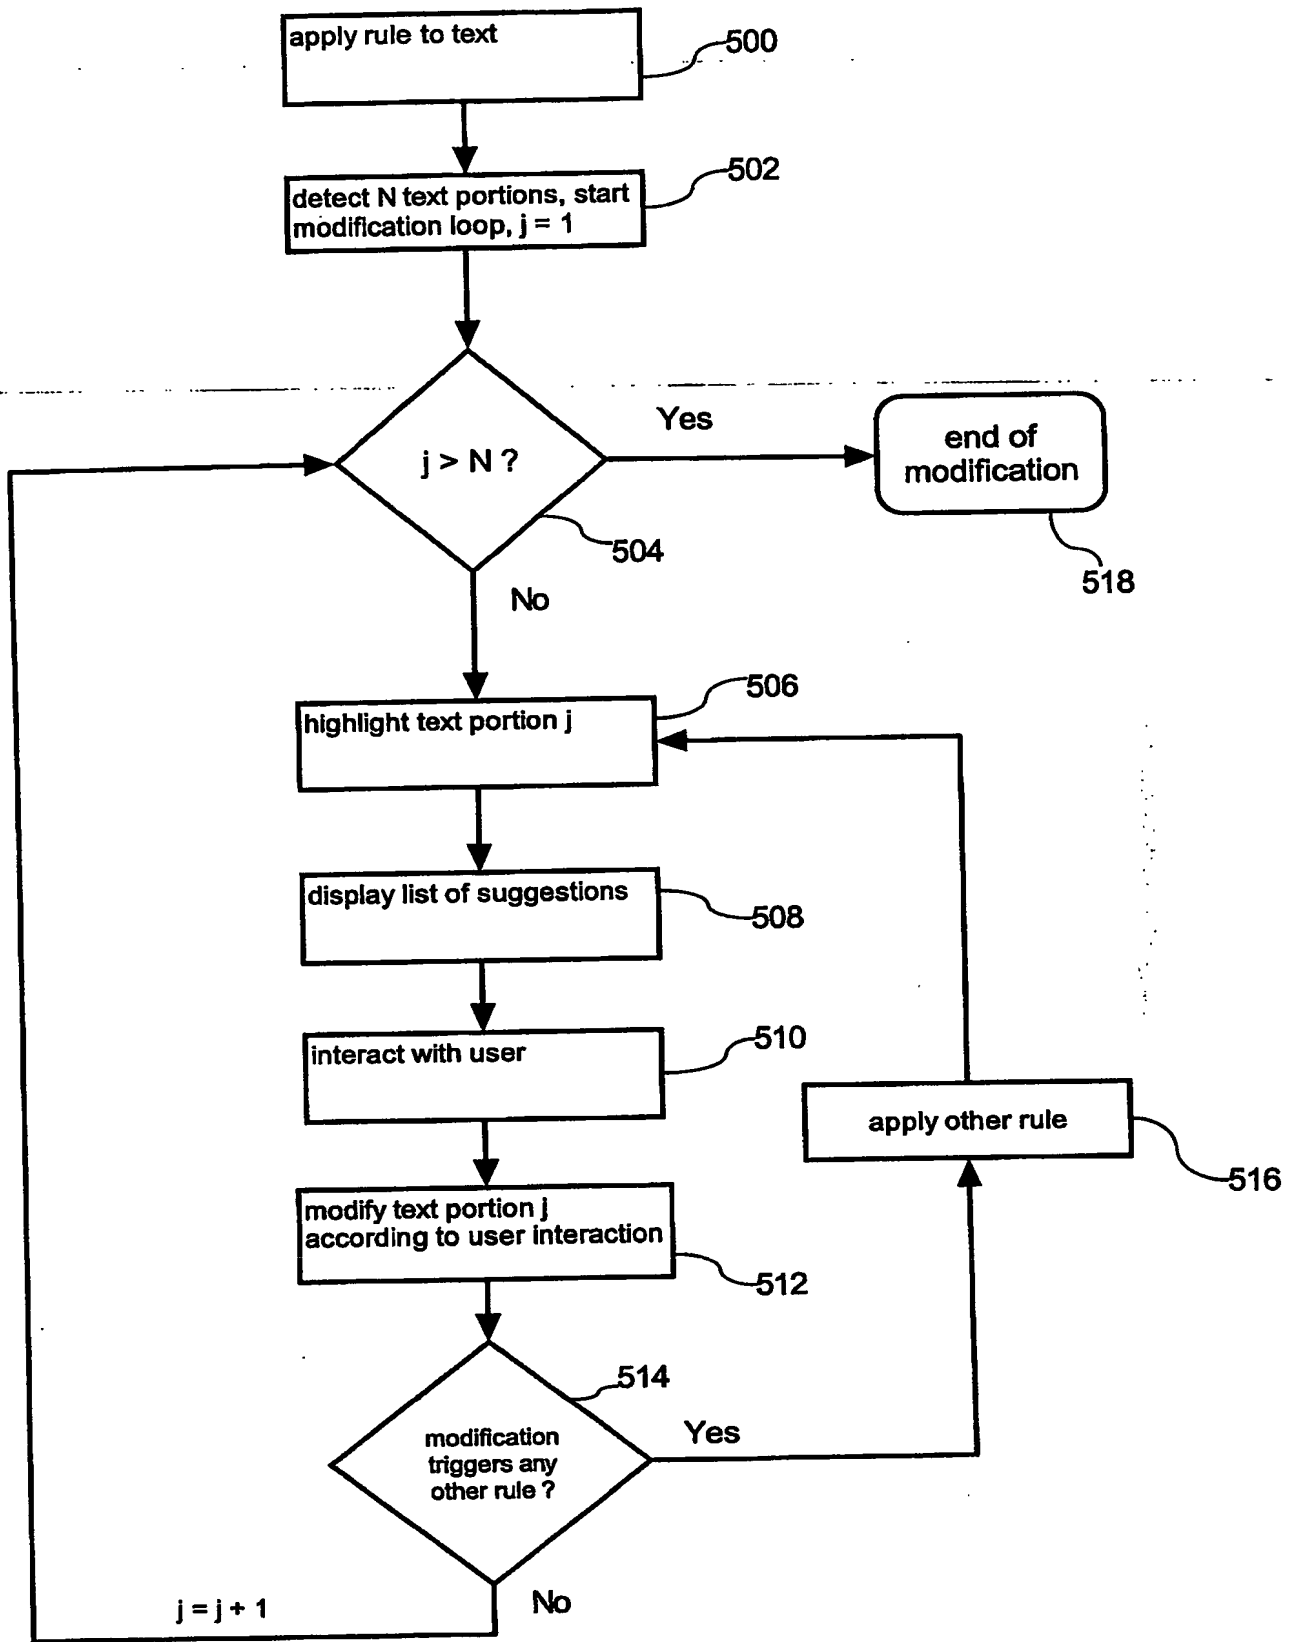 apply rule to text
500
detect N text portions, start
modification loop, j = 1
502
j > N ?
504
Yes
end of
modification
518
No
highlight text portion j
506
display list of suggestions
508
interact with user
510
apply other rule
516
modify text portion j
according to user interaction
512
514
modification
triggers any
other rule ?
Yes
No
j = j + 1